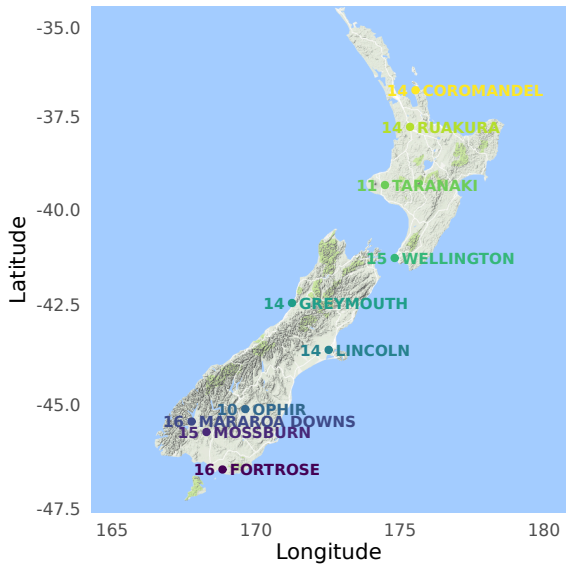 -35.0
14 COROMANDEL
-37.5
14 RUAKURA
11 TARANAKI
-40.0
15 WELLINGTON
Latitude
-42.5
14 GREYMOUTH
14 LINCOLN
-45.0
10 OPHIR
16 MARAROA DOWNS
15 MOSSBURN
16 FORTROSE
-47.5
165 170 175 180
Longitude